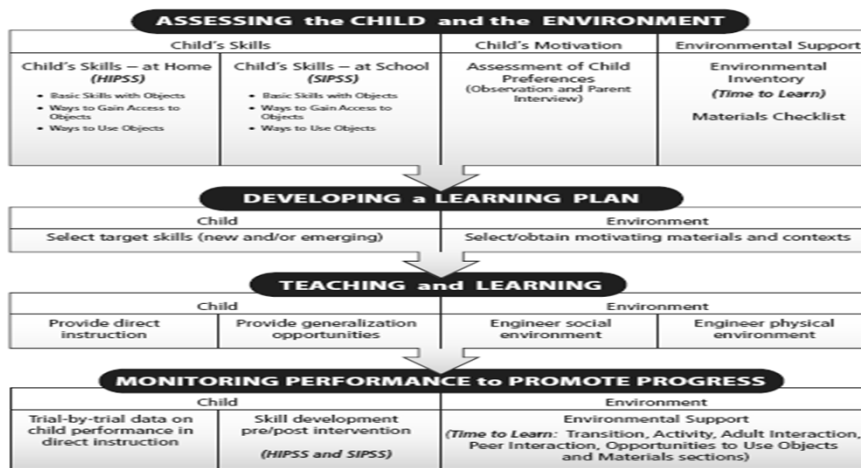 ASSESSING the CHILD and the ENVIRONMENT
Child's Skills
Child's Motivation
Environmental Support
Child's Skills – at Home
(HIPSS)
• Basic Skills with Objects
• Ways to Gain Access to
Objects
• Ways to Use Objects
Child's Skills – at School
(SIPSS)
• Basic Skills with Objects
• Ways to Gain Access to
Objects
• Ways to Use Objects
Assessment of Child
Preferences
(Observation and Parent
Interview)
Environmental
Inventory
(Time to Learn)
Materials Checklist
DEVELOPING a LEARNING PLAN
Child
Environment
Select target skills (new and/or emerging)
Select/obtain motivating materials and contexts
TEACHING and LEARNING
Child
Environment
Provide direct
instruction
Provide generalization
opportunities
Engineer social
environment
Engineer physical
environment
MONITORING PERFORMANCE to PROMOTE PROGRESS
Child
Environment
Trial-by-trial data on
child performance in
direct instruction
Skill development
pre/post intervention
(HIPSS and SIPSS)
Environmental Support
(Time to Learn: Transition, Activity, Adult Interaction,
Peer Interaction, Opportunities to Use Objects
and Materials sections)